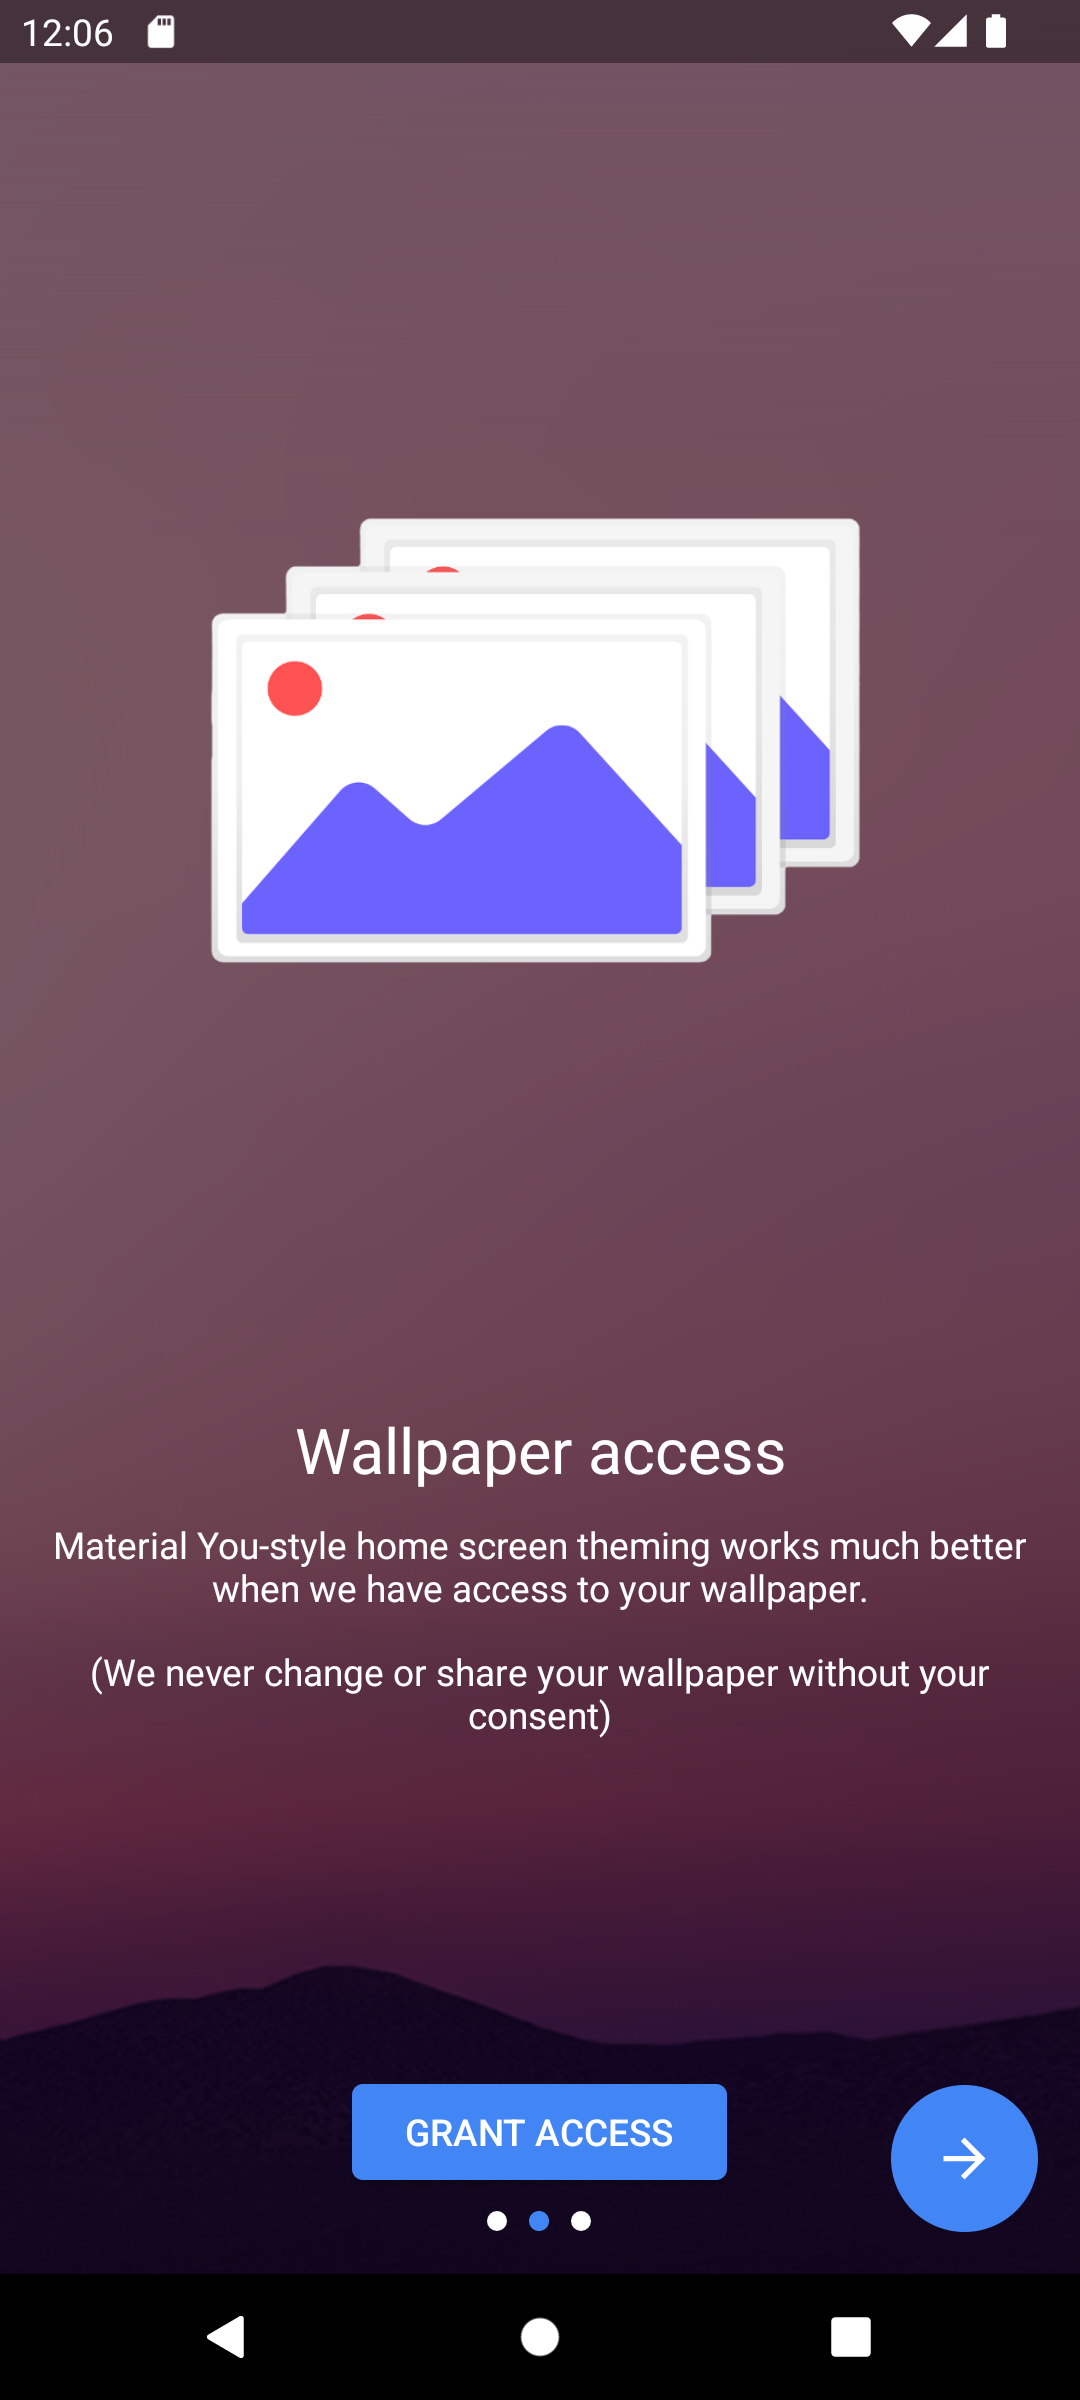 12:06
Wallpaper access
Material You-style home screen theming works much better
when we have access to your wallpaper.
(We never change or share your wallpaper without your
consent)
GRANT ACCESS